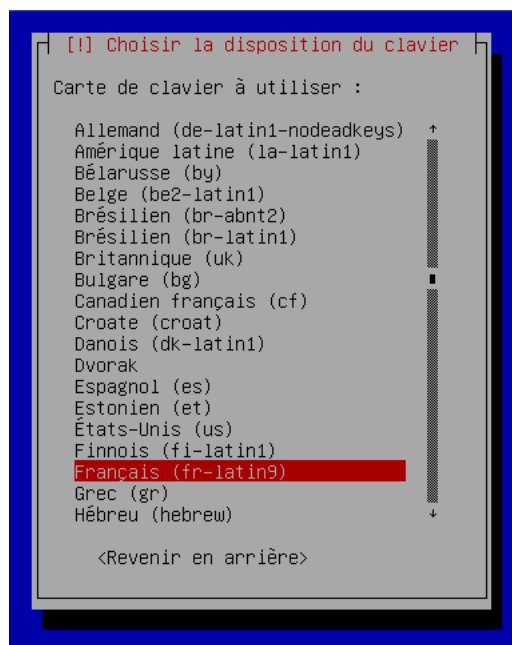 [!] Choisir la disposition du clavier
Carte de clavier à utiliser :
Allemand (de-latin1-nodeadkeys)
Amérique latine (la-latin1)
Bélarusse (by)
Belge (be2-latin1)
Brésilien (br-abnt2)
Brésilien (br-latin1)
Britannique (uk)
Bulgare (bg)
Canadien français (cf)
Croate (croat)
Danois (dk-latin1)
Dvorak
Espagnol (es)
Estonien (et)
États-Unis (us)
Finnois (fi-latin1)
Français (fr-latin9)
Grec (gr)
Hébreu (hebrew)
<Revenir en arrière>